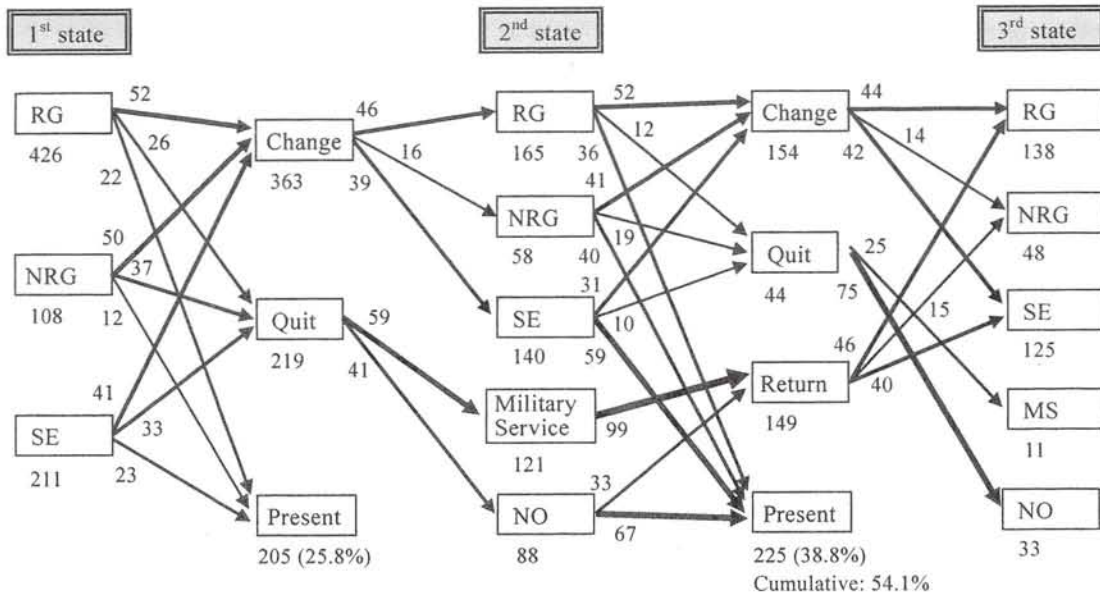 1st state 2nd state 3rd state
52 46 52 44
RG RG Change RG
26 Change 12 14
426 363 16 165 36 154 42 138
22 39 41
50 NRG NRG
37 19 Quit 25
NRG 58 40 44 75 48
108 12 Quit 59 31 15
219 41 SE 10 SE
41 140 59 46 125
33 Return 40
SE Military Service 99 149 MS
211 23 121 11
33
Present NO 67 Present NO
205 (25.8%) 88 225 (38.8%) 33
Cumulative: 54.1%